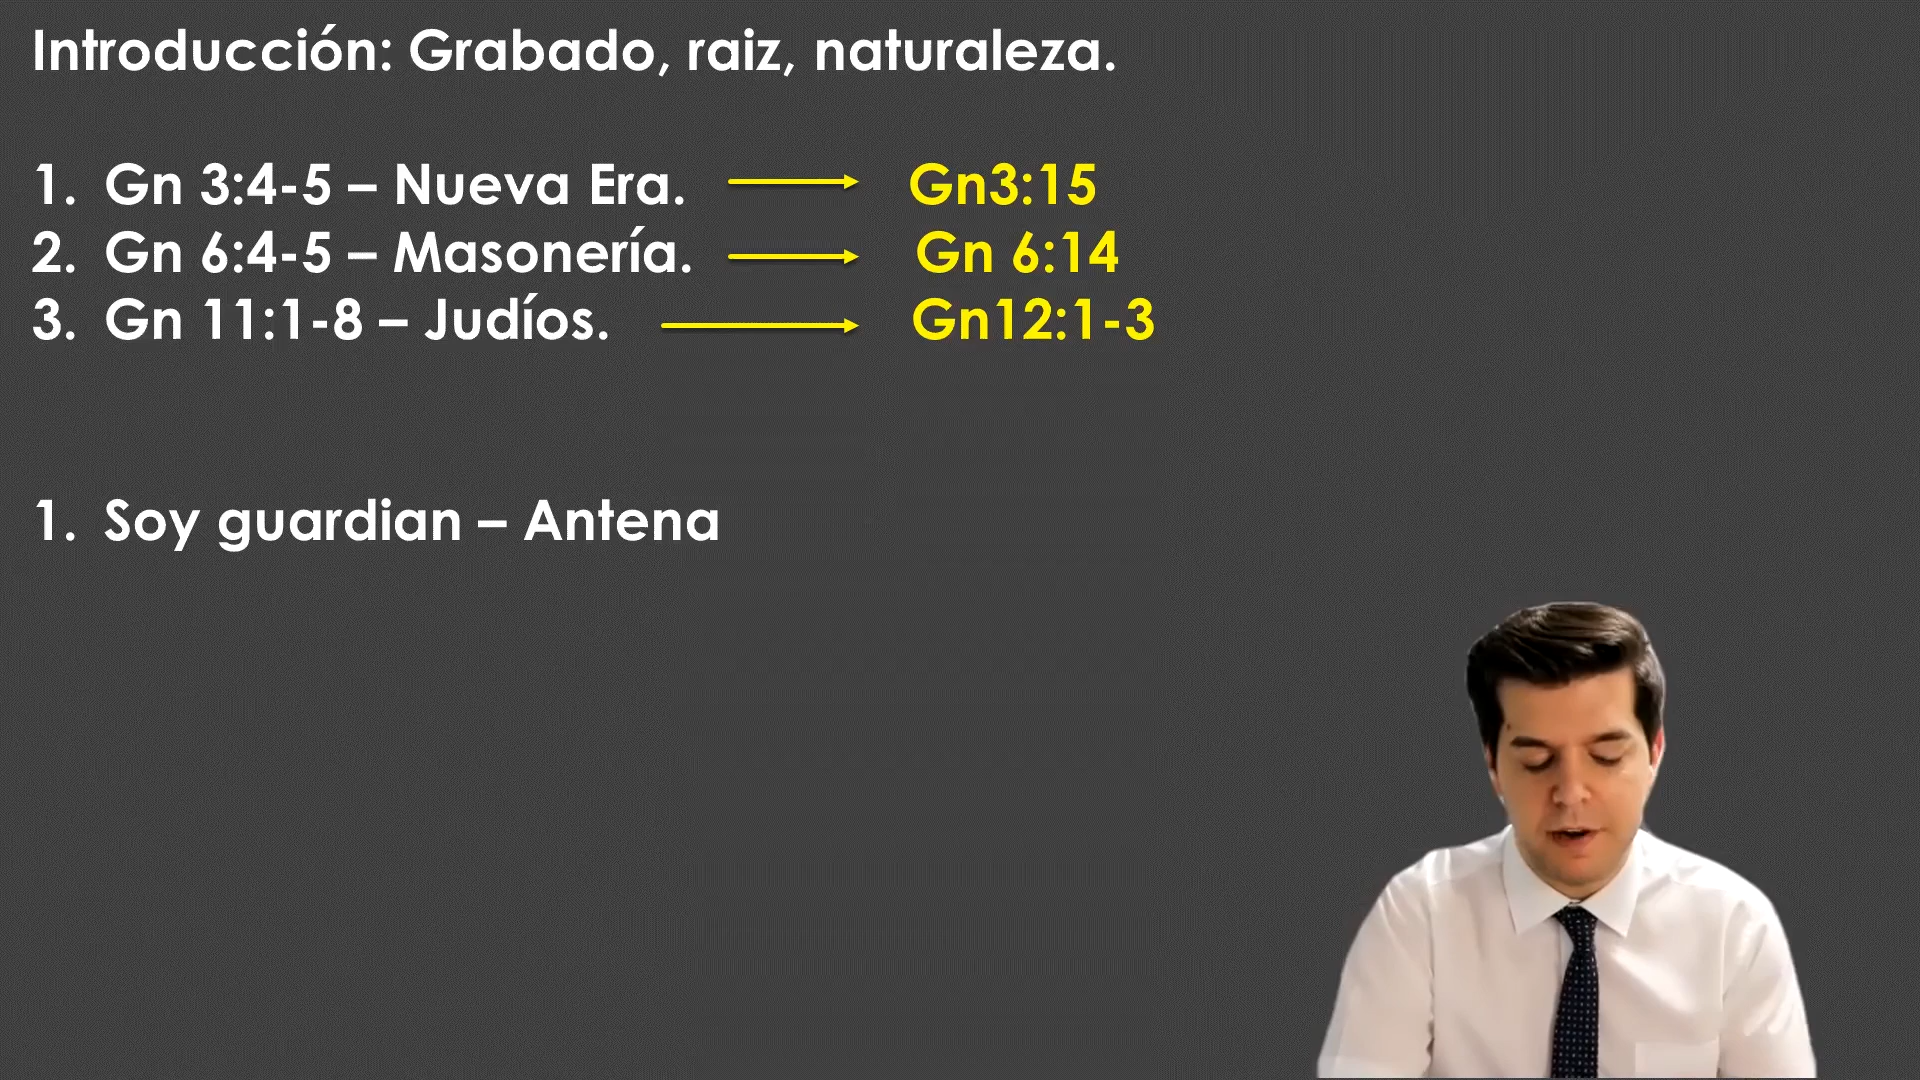 Introducción: Grabado, raiz, naturaleza.
1. Gn 3:4-5 – Nueva Era. Gn3:15
2. Gn 6:4-5 – Masonería. Gn 6:14
3. Gn 11:1-8 – Judíos. Gn12:1-3
1. Soy guardian – Antena